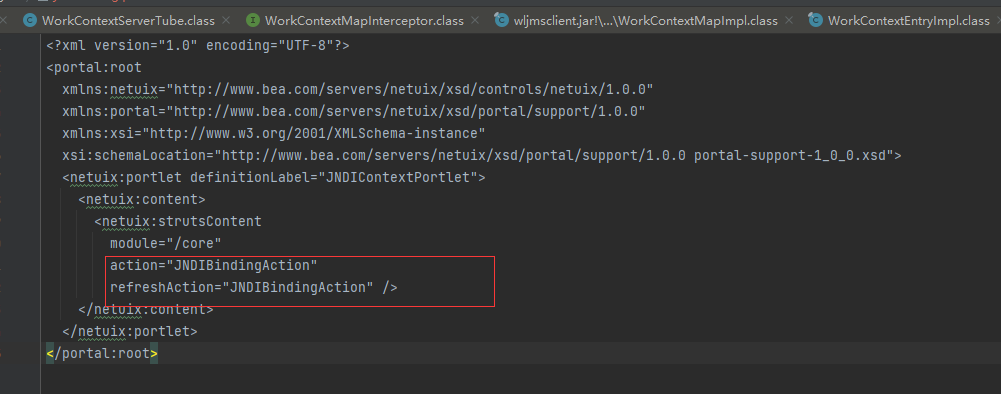 WorkContextServerTube.class × WorkContextMapInterceptor.class × wljmsclient.jar!\...\WorkContextMapImpl.class × WorkContextEntryImpl.class
<?xml version="1.0" encoding="UTF-8"?>
<portal:root
xmlns:netuix="http://www.bea.com/servers/netuix/xsd/controls/netuix/1.0.0"
xmlns:portal="http://www.bea.com/servers/netuix/xsd/portal/support/1.0.0"
xmlns:xsi="http://www.w3.org/2001/XMLSchema-instance"
xsi:schemaLocation="http://www.bea.com/servers/netuix/xsd/portal/support/1.0.0 portal-support-1_0_0.xsd">
<netuix:portlet definitionLabel="JNDIContextPortlet">
<netuix:content>
<netuix:strutsContent
module="/core"
action="JNDIBindingAction"
refreshAction="JNDIBindingAction" />
</netuix:content>
</netuix:portlet>
</portal:root>